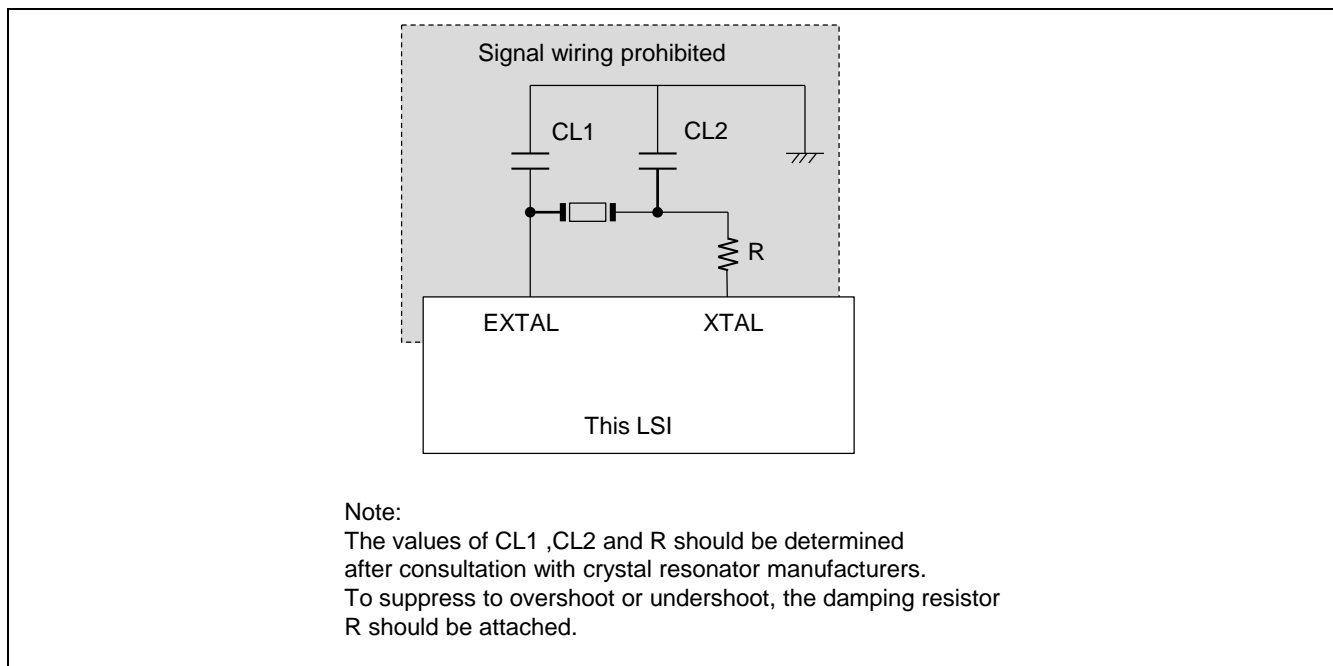 Signal wiring prohibited
CL1
CL2
R
EXTAL
XTAL
This LSI
Note:
The values of CL1 ,CL2 and R should be determined
after consultation with crystal resonator manufacturers.
To suppress to overshoot or undershoot, the damping resistor
R should be attached.